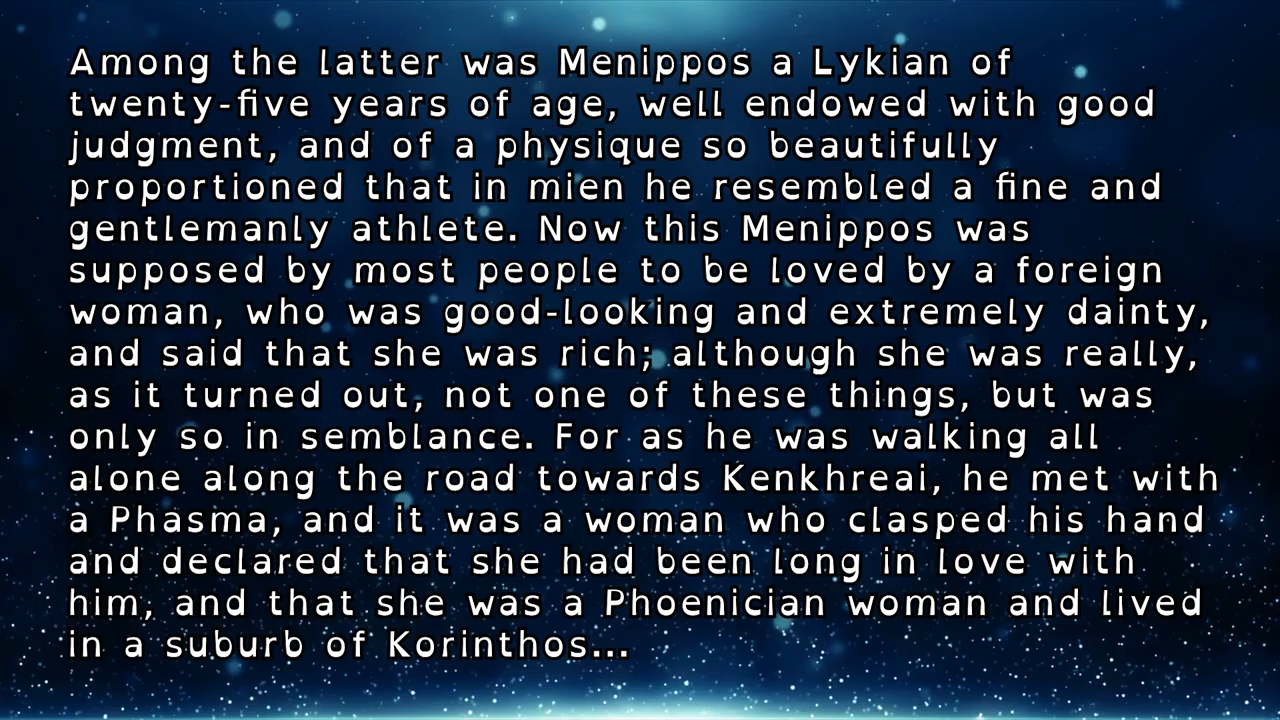 Among the latter was Menippos a Lykian of
twenty-five years of age, well endowed with good
judgment, and of a physique so beautifully
proportioned that in mien he resembled a fine and
gentlemanly athlete. Now this Menippos was
supposed by most people to be loved by a foreign
woman, who was good-looking and extremely dainty,
and said that she was rich; although she was really,
as it turned out, not one of these things, but was
only so in semblance. For as he was walking all
alone along the road towards Kenkhreai, he met with
a Phasma, and it was a woman who clasped his hand
and declared that she had been long in love with
him, and that she was a Phoenician woman and lived
in a suburb of Korinthos...